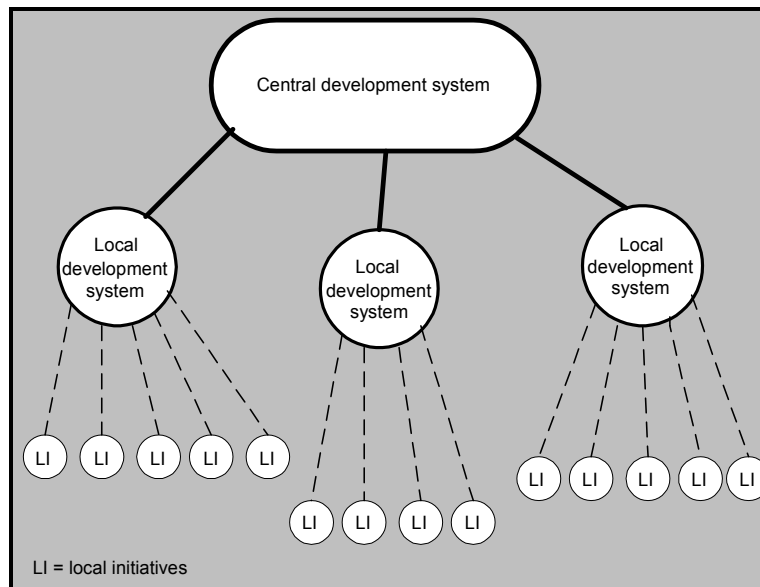 Central development system
Local
development
system
Local
development
system
Local
development
system
LI LI LI LI LI
LI LI LI LI LI
LI LI LI LI
LI = local initiatives